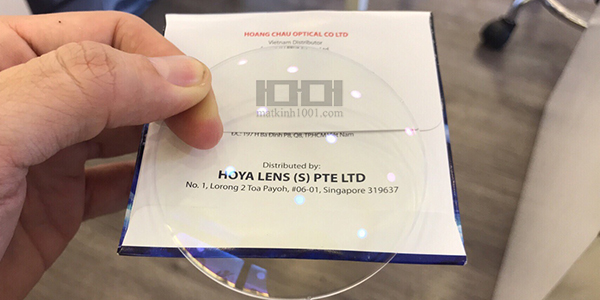 HOANG CHAU OPTICAL CO LTD
Vietnam Distributor
1001
matkinh1001.com
Distributed by:
HOYA LENS (S) PTE LTD
No. 1, Lorong 2 Toa Payoh, #06-01, Singapore 319637